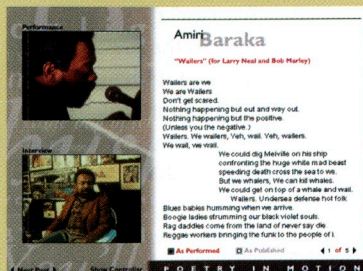 Performance
Interview
Next Poet
Show Controller
Amiri Baraka
"Wailers" (for Larry Neal and Bob Marley)
Wailers are we
We are Wailers
Don't get scared.
Nothing happening but out and way out.
Nothing happening but the positive.
(Unless you the negative.)
Wailers. We wailers, Yeh, wail. Yeh, wailers.
We wail, we wail.
We could dig Melville on his ship
confronting the huge white mad beast
speeding death cross the sea to we.
But we whalers, We can kill whales.
We could get on top of a whale and wail.
Wailers. Undersea defense hot folk
Blues babies humming when we arrive.
Boogie ladies strumming our black violet souls.
Rag daddies come from the land of never say die
Reggae workers bringing the funk to the people of I.
As Performed
As Published
1 of 5
POETRY IN MOTION